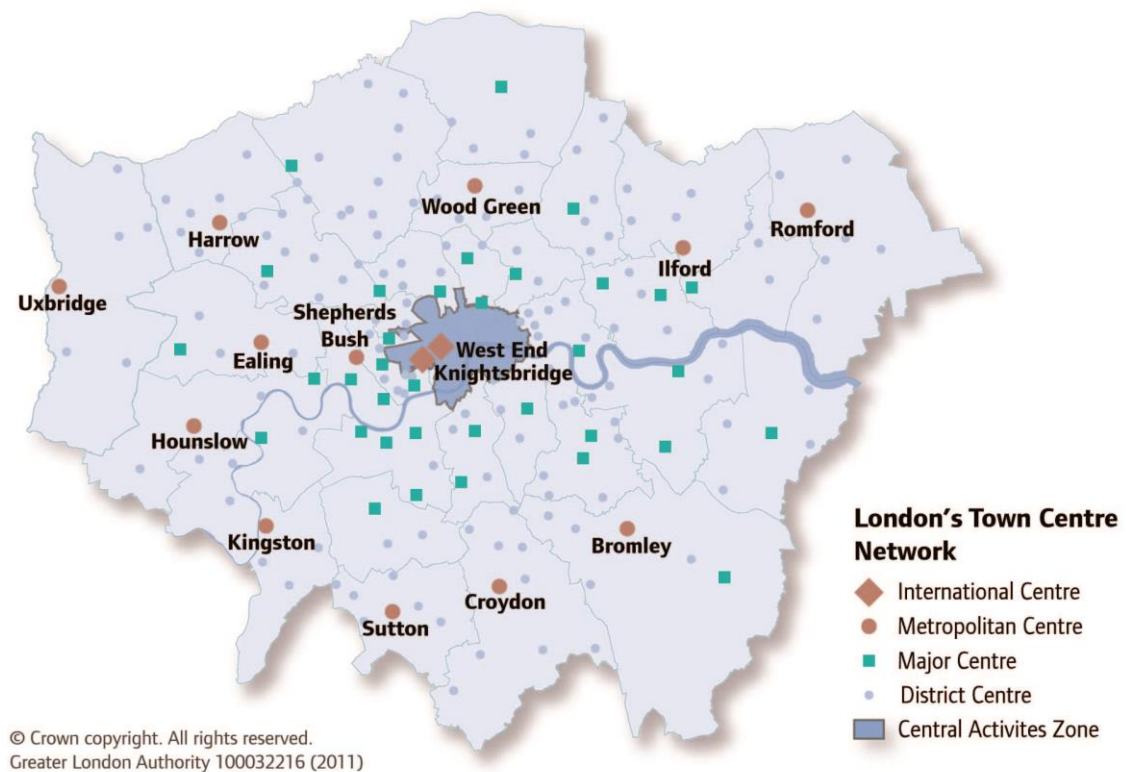 Wood Green
Romford
Harrow
Ilford
Uxbridge
Shepherds
Bush
West End
Ealing
Knightsbridge
Hounslow
Kingston
Bromley
Croydon
Sutton
London's Town Centre
Network
International Centre
Metropolitan Centre
Major Centre
District Centre
Central Activites Zone
© Crown copyright. All rights reserved.
Greater London Authority 100032216 (2011)